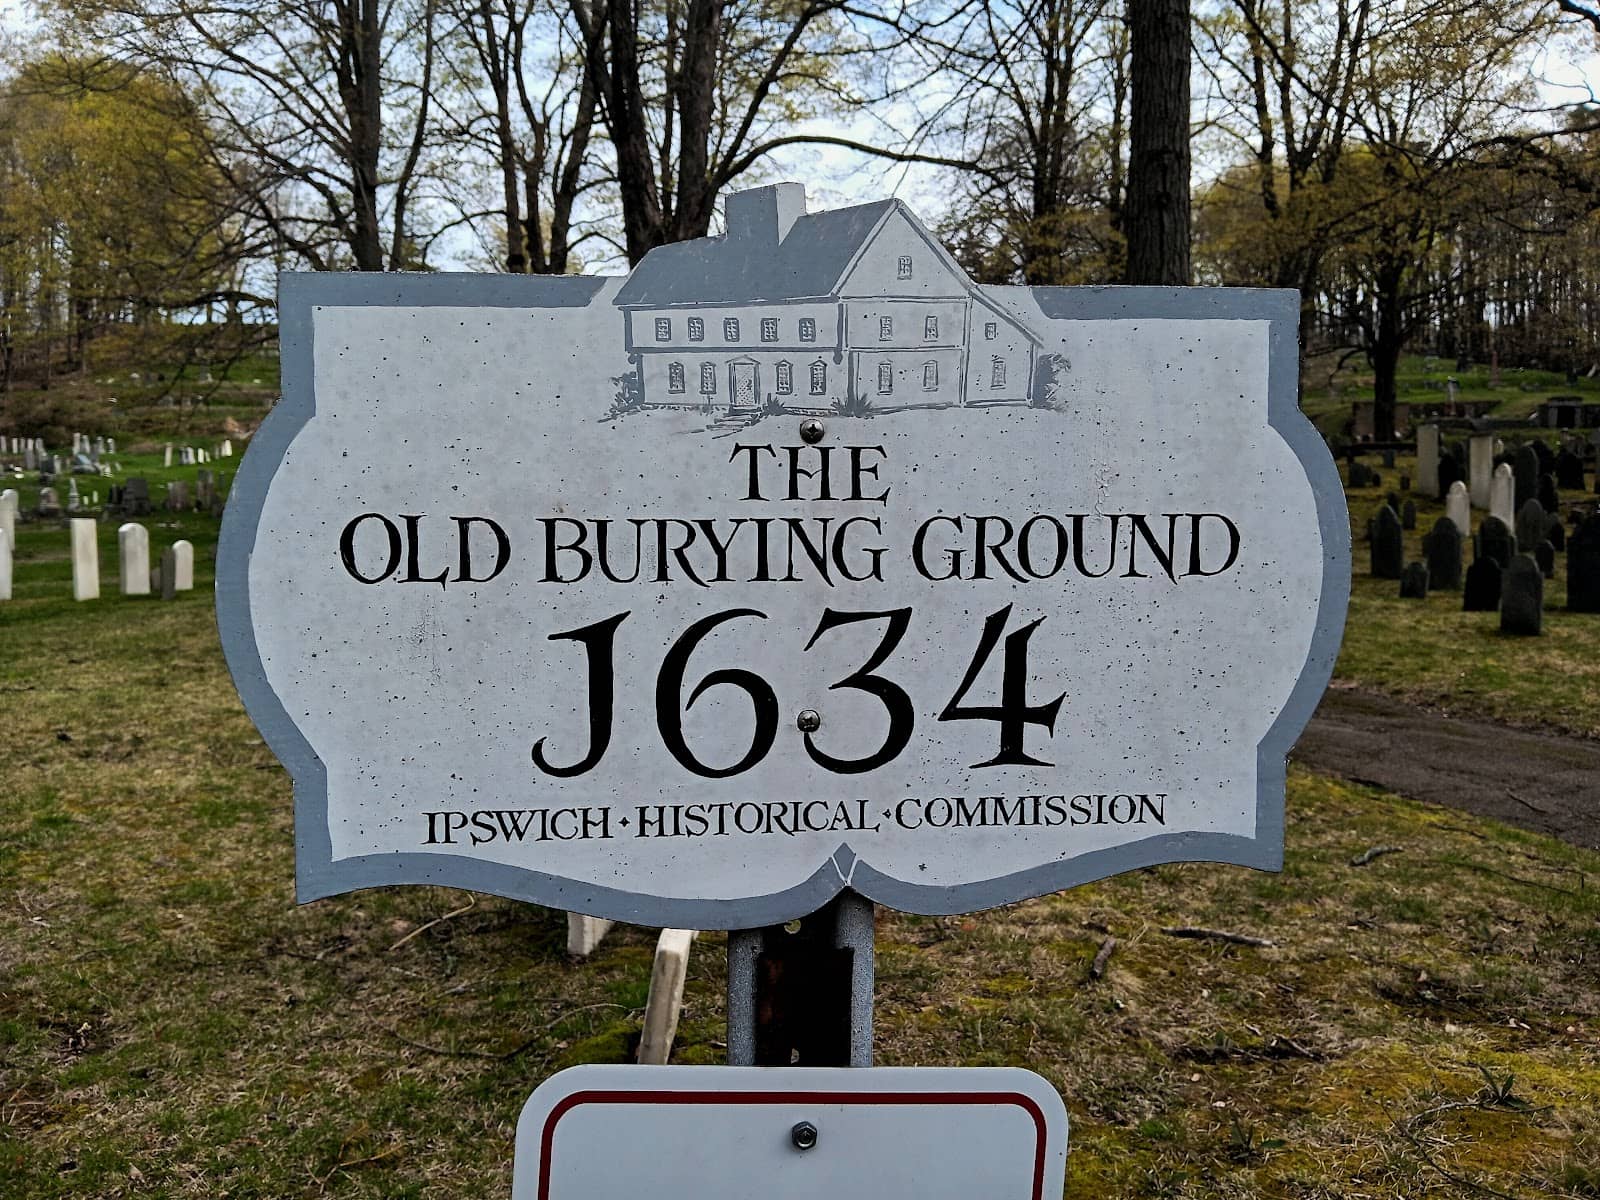 THE
OLD BURYING GROUND
1634
IPSWICH · HISTORICAL · COMMISSION